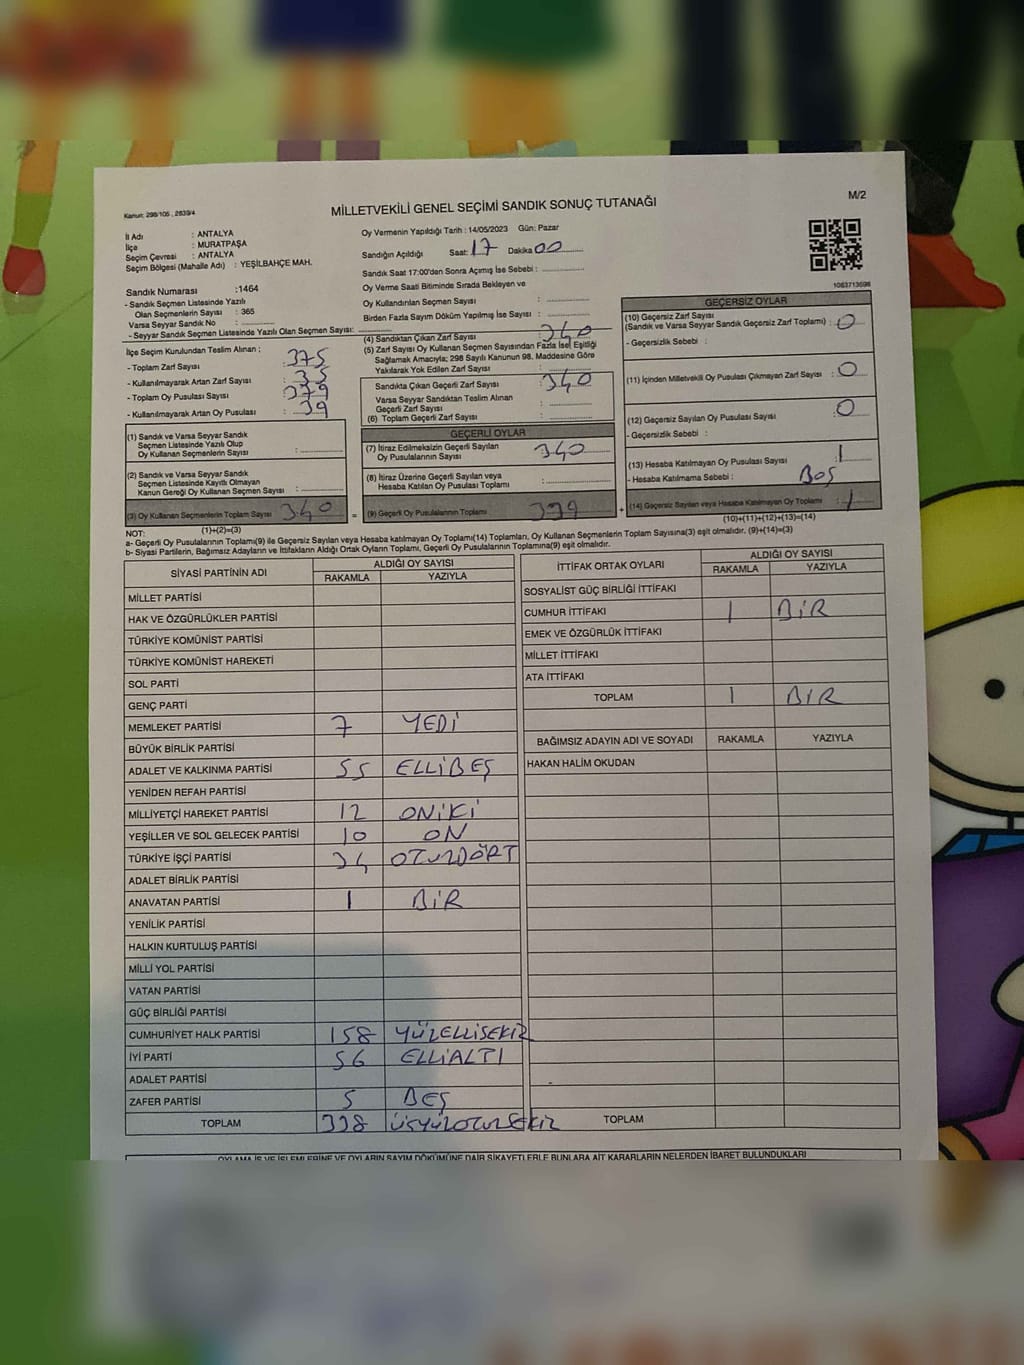 Kanun: 298/105 , 2839/4
MİLLETVEKİLİ GENEL SEÇİMİ SANDIK SONUÇ TUTANAĞI
M/2
İl Adı : ANTALYA
İlçe : MURATPAŞA
Seçim Çevresi : ANTALYA
Seçim Bölgesi (Mahalle Adı) : YEŞİLBAHÇE MAH.
Sandık Numarası :1464
- Sandık Seçmen Listesinde Yazılı
Olan Seçmenlerin Sayısı : 365
Varsa Seyyar Sandık No :
- Seyyar Sandık Seçmen Listesinde Yazılı Olan Seçmen Sayısı:
Oy Vermenin Yapıldığı Tarih : 14/05/2023 Gün: Pazar
Sandığın Açıldığı Saat: 17 Dakika 00
Sandık Saat 17:00'den Sonra Açımış İse Sebebi :
Oy Verme Saati Bitiminde Sırada Bekleyen ve
Oy Kullandırılan Seçmen Sayısı :
Birden Fazla Sayım Döküm Yapılmış İse Sayısı :
1063713598
İlçe Seçim Kurulundan Teslim Alınan ;
- Toplam Zarf Sayısı : 375
- Kullanılmayarak Artan Zarf Sayısı : 35
- Toplam Oy Pusulası Sayısı : 379
- Kullanılmayarak Artan Oy Pusulası : 39
(1) Sandık ve Varsa Seyyar Sandık
Seçmen Listesinde Yazılı Olup
Oy Kullanan Seçmenlerin Sayısı :
(2) Sandık ve Varsa Seyyar Sandık
Seçmen Listesinde Kayıtlı Olmayan
Kanun Gereği Oy Kullanan Seçmen Sayısı :
(3) Oy Kullanan Seçmenlerin Toplam Sayısı : 340
(1)+(2)=(3)
(4) Sandıktan Çıkan Zarf Sayısı : 340
(5) Zarf Sayısı Oy Kullanan Seçmen Sayısından Fazla İse( Eşitliği
Sağlamak Amacıyla; 298 Sayılı Kanunun 98. Maddesine Göre
Yakılarak Yok Edilen Zarf Sayısı) :
Sandıkta Çıkan Geçerli Zarf Sayısı : 340
Varsa Seyyar Sandıktan Teslim Alınan
Geçerli Zarf Sayısı :
(6) Toplam Geçerli Zarf Sayısı :
GEÇERLİ OYLAR
(7) İtiraz Edilmeksizin Geçerli Sayılan
Oy Pusulalarının Sayısı : 340
(8) İtiraz Üzerine Geçerli Sayılan veya
Hesaba Katılan Oy Pusulası Toplamı :
= (9) Geçerli Oy Pusulalarının Toplamı 339 +
GEÇERSİZ OYLAR
(10) Geçersiz Zarf Sayısı
(Sandık ve Varsa Seyyar Sandık Geçersiz Zarf Toplamı) : 0
- Geçersizlik Sebebi :
(11) İçinden Milletvekili Oy Pusulası Çıkmayan Zarf Sayısı : 0
(12) Geçersiz Sayılan Oy Pusulası Sayısı : 0
- Geçersizlik Sebebi :
(13) Hesaba Katılmayan Oy Pusulası Sayısı : 1
- Hesaba Katılmama Sebebi : BOŞ
(14) Geçersiz Sayılan veya Hesaba Katılmayan Oy Toplamı : 1
(10)+(11)+(12)+(13)=(14)
NOT:
a- Geçerli Oy Pusulalarının Toplamı(9) ile Geçersiz Sayılan veya Hesaba katılmayan Oy Toplamı(14) Toplamları, Oy Kullanan Seçmenlerin Toplam Sayısına(3) eşit olmalıdır. (9)+(14)=(3)
b- Siyasi Partilerin, Bağımsız Adayların ve İttifakların Aldığı Ortak Oyların Toplamı, Geçerli Oy Pusulalarının Toplamına(9) eşit olmalıdır.
SİYASİ PARTİNİN ADI ALDIĞI OY SAYISI
RAKAMLA YAZIYLA
MİLLET PARTİSİ
HAK VE ÖZGÜRLÜKLER PARTİSİ
TÜRKİYE KOMÜNİST PARTİSİ
TÜRKİYE KOMÜNİST HAREKETİ
SOL PARTİ
GENÇ PARTİ
MEMLEKET PARTİSİ 7 YEDİ
BÜYÜK BİRLİK PARTİSİ
ADALET VE KALKINMA PARTİSİ 55 ELLİBEŞ
YENİDEN REFAH PARTİSİ
MİLLİYETÇİ HAREKET PARTİSİ 12 ONİKİ
YEŞİLLER VE SOL GELECEK PARTİSİ 10 ON
TÜRKİYE İŞÇİ PARTİSİ 34 OTUZDÖRT
ADALET BİRLİK PARTİSİ
ANAVATAN PARTİSİ 1 BİR
YENİLİK PARTİSİ
HALKIN KURTULUŞ PARTİSİ
MİLLİ YOL PARTİSİ
VATAN PARTİSİ
GÜÇ BİRLİĞİ PARTİSİ
CUMHURİYET HALK PARTİSİ 158 YÜZELLİSEKİZ
İYİ PARTİ 56 ELLİALTI
ADALET PARTİSİ
ZAFER PARTİSİ 5 BEŞ
TOPLAM 338 ÜÇYÜZOTUZSEKİZ
İTTİFAK ORTAK OYLARI ALDIĞI OY SAYISI
RAKAMLA YAZIYLA
SOSYALİST GÜÇ BİRLİĞİ İTTİFAKI
CUMHUR İTTİFAKI 1 BİR
EMEK VE ÖZGÜRLÜK İTTİFAKI
MİLLET İTTİFAKI
ATA İTTİFAKI
TOPLAM 1 BİR
BAĞIMSIZ ADAYIN ADI VE SOYADI RAKAMLA YAZIYLA
HAKAN HALİM OKUDAN
TOPLAM
OYLAMA İŞ VE İŞLEMLERİNE VE OYLARIN SAYIM DÖKÜMÜNE DAİR ŞİKAYETLERLE BUNLARA AİT KARARLARIN NELERDEN İBARET BULUNDUKLARI